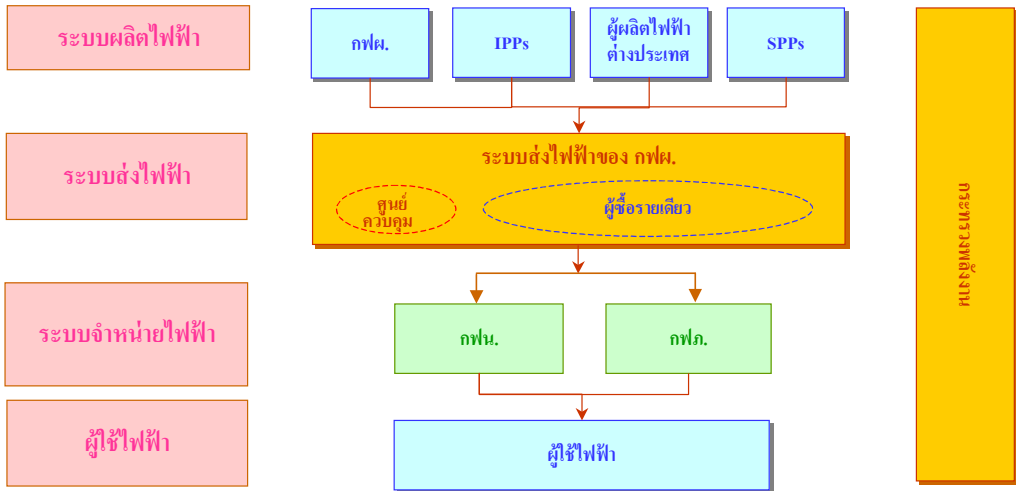 ระบบผลิตไฟฟ้า
กฟผ.
IPPs
ผู้ผลิตไฟฟ้า
ต่างประเทศ
SPPs
ระบบส่งไฟฟ้า
ระบบส่งไฟฟ้าของ กฟผ.
ศูนย์
ควบคุม
ผู้ซื้อรายเดียว
ระบบจำหน่ายไฟฟ้า
กฟน.
กฟภ.
ผู้ใช้ไฟฟ้า
ผู้ใช้ไฟฟ้า
กระทรวงพลังงาน